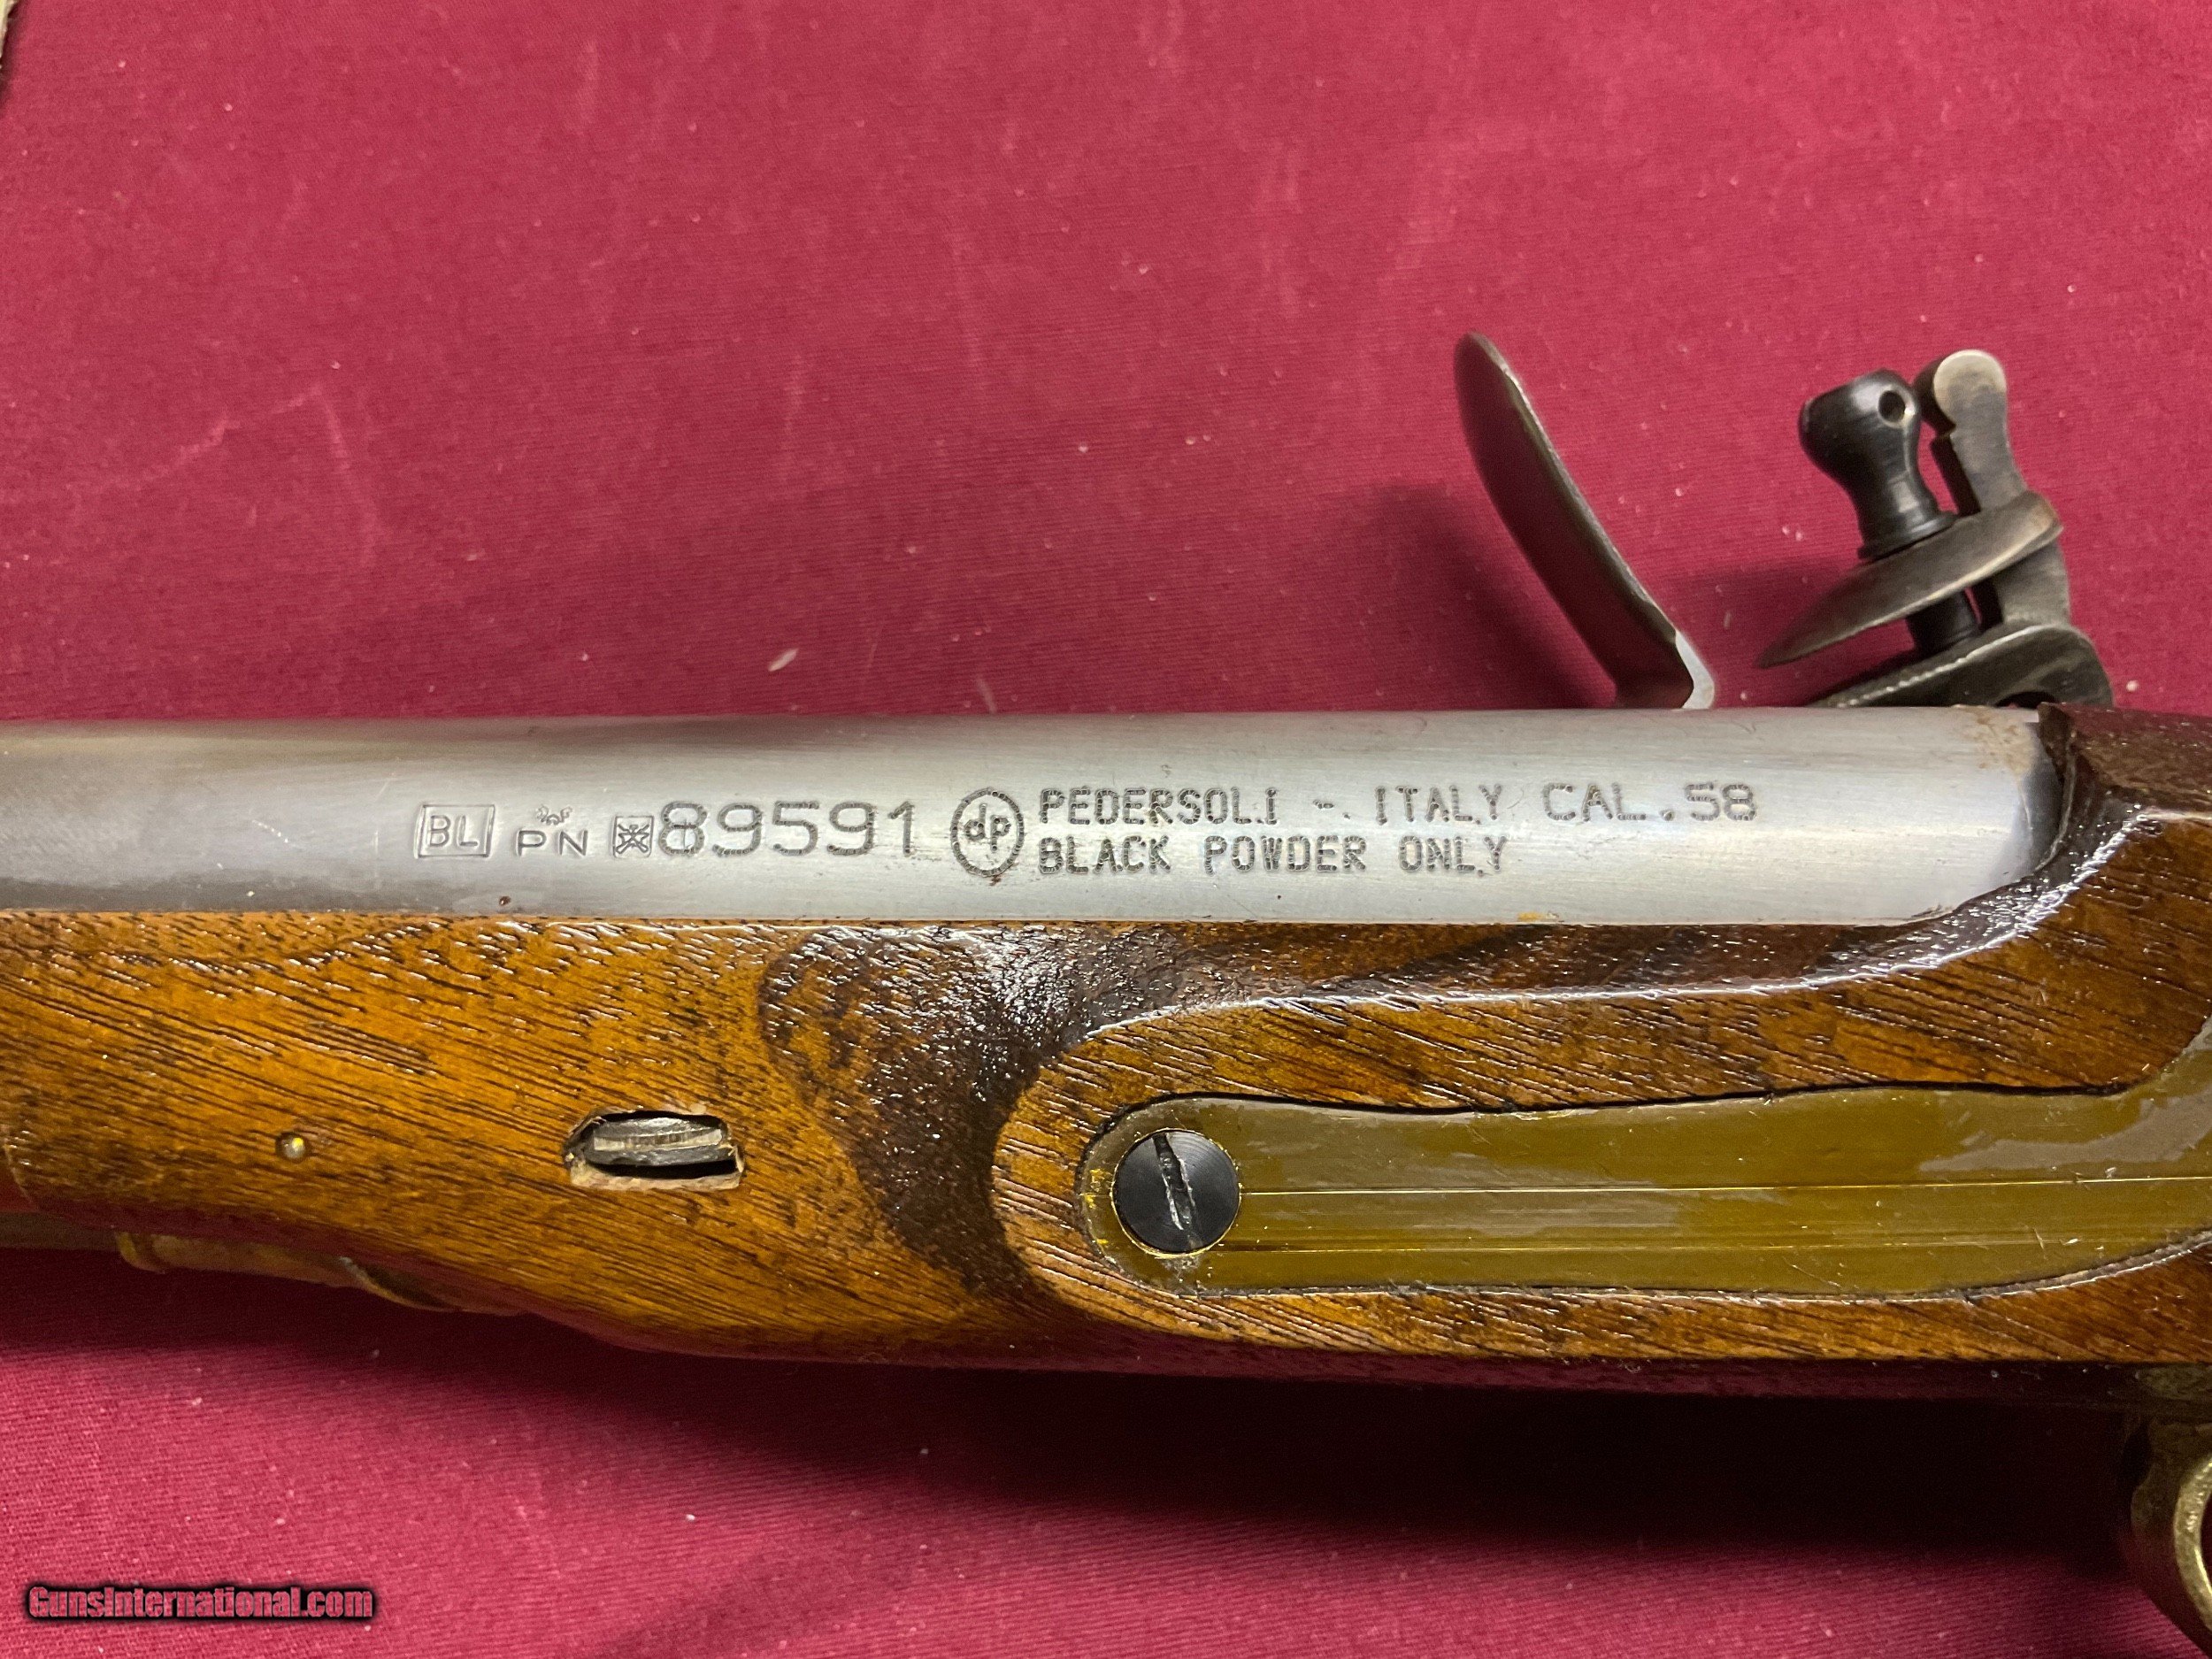 BL PN 89591 dp PEDERSOLI - ITALY CAL.58
BLACK POWDER ONLY
GunsInternational.com